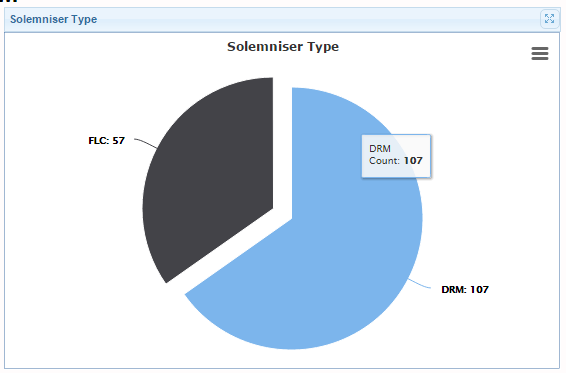 Solemniser Type
Solemniser Type
FLC: 57
DRM
Count: 107
DRM: 107